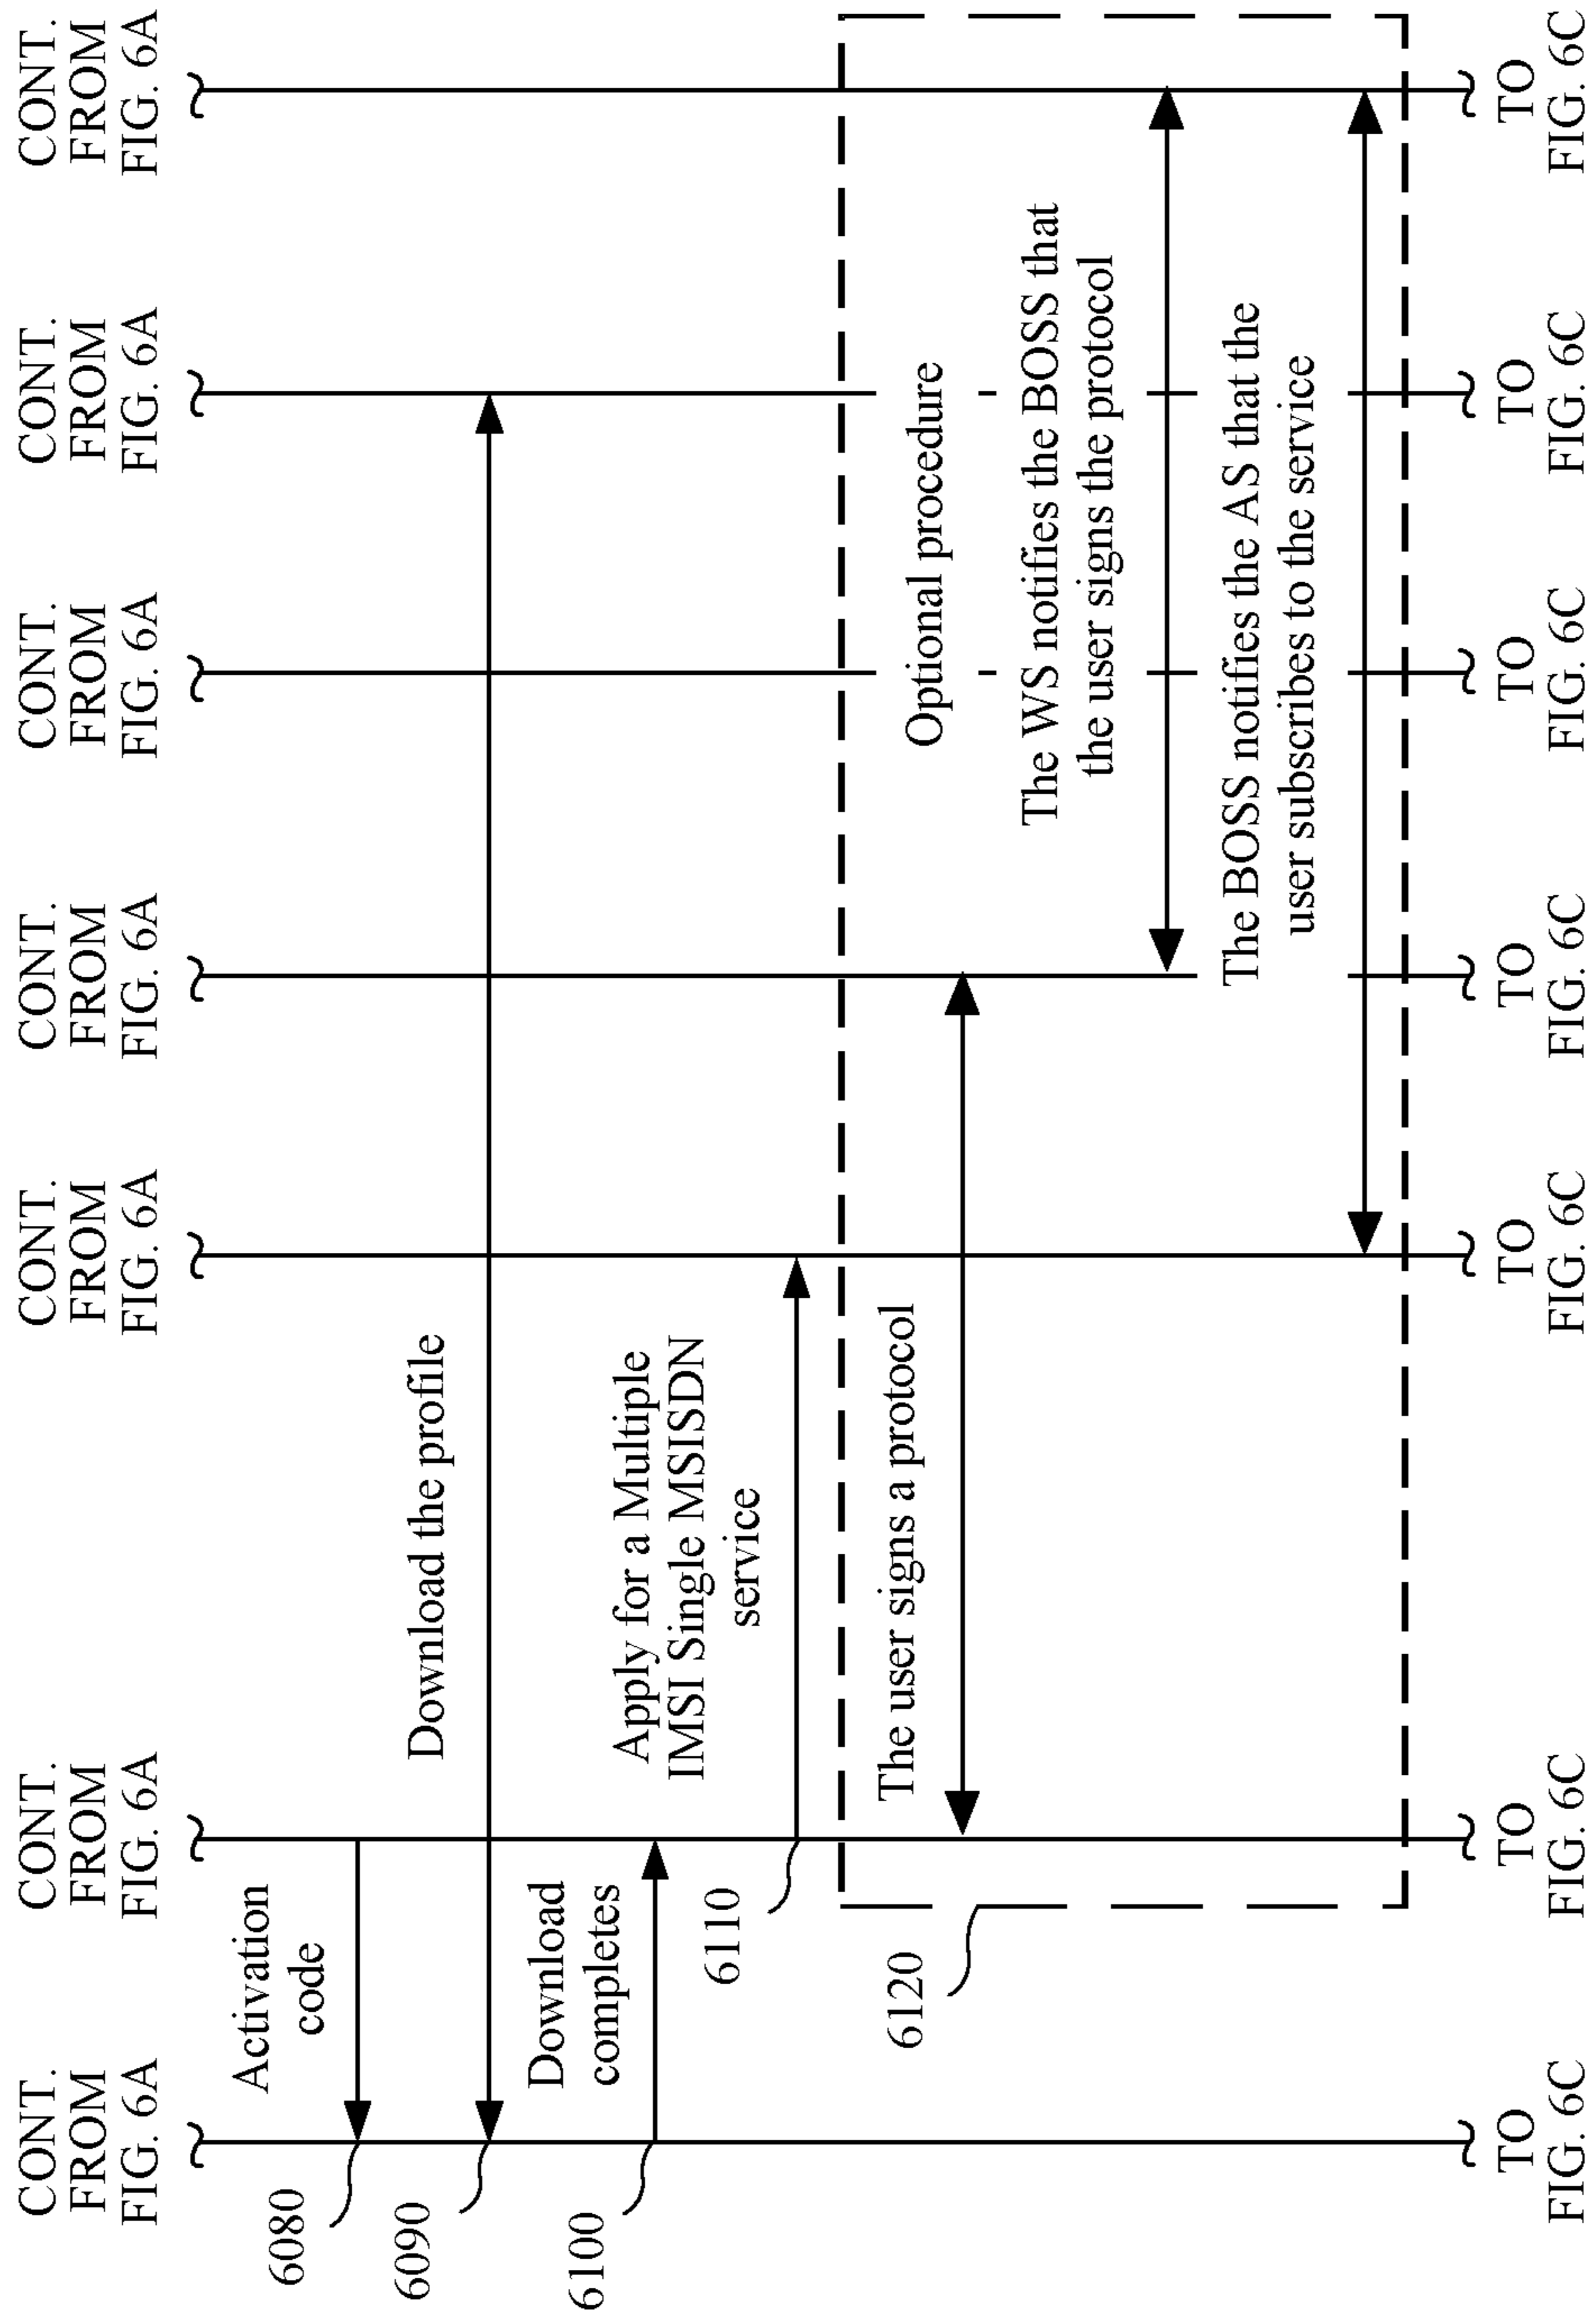 CONT.
FROM
FIG. 6A
CONT.
FROM
FIG. 6A
CONT.
FROM
FIG. 6A
CONT.
FROM
FIG. 6A
CONT.
FROM
FIG. 6A
CONT.
FROM
FIG. 6A
CONT.
FROM
FIG. 6A
6080
Activation
code
6090
Download the profile
6100
Download
completes
6110
Apply for a Multiple
IMSI Single MSISDN
service
6120
The user signs a protocol
Optional procedure
The WS notifies the BOSS that
the user signs the protocol
The BOSS notifies the AS that the
user subscribes to the service
TO
FIG. 6C
TO
FIG. 6C
TO
FIG. 6C
TO
FIG. 6C
TO
FIG. 6C
TO
FIG. 6C
TO
FIG. 6C